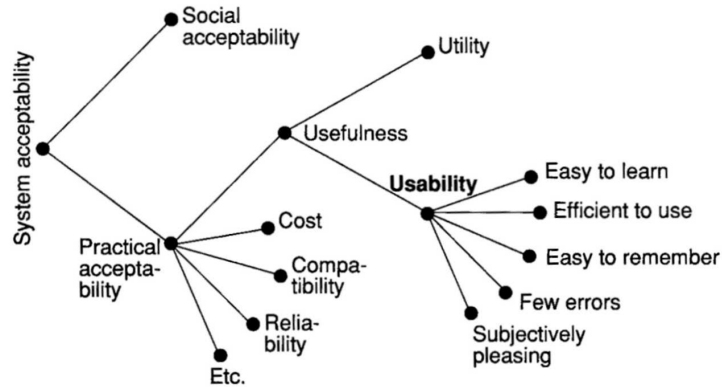 System acceptability
Social
acceptability
Practical
accepta-
bility
Usefulness
Cost
Compa-
tibility
Relia-
bility
Etc.
Utility
Usability
Easy to learn
Efficient to use
Easy to remember
Few errors
Subjectively
pleasing